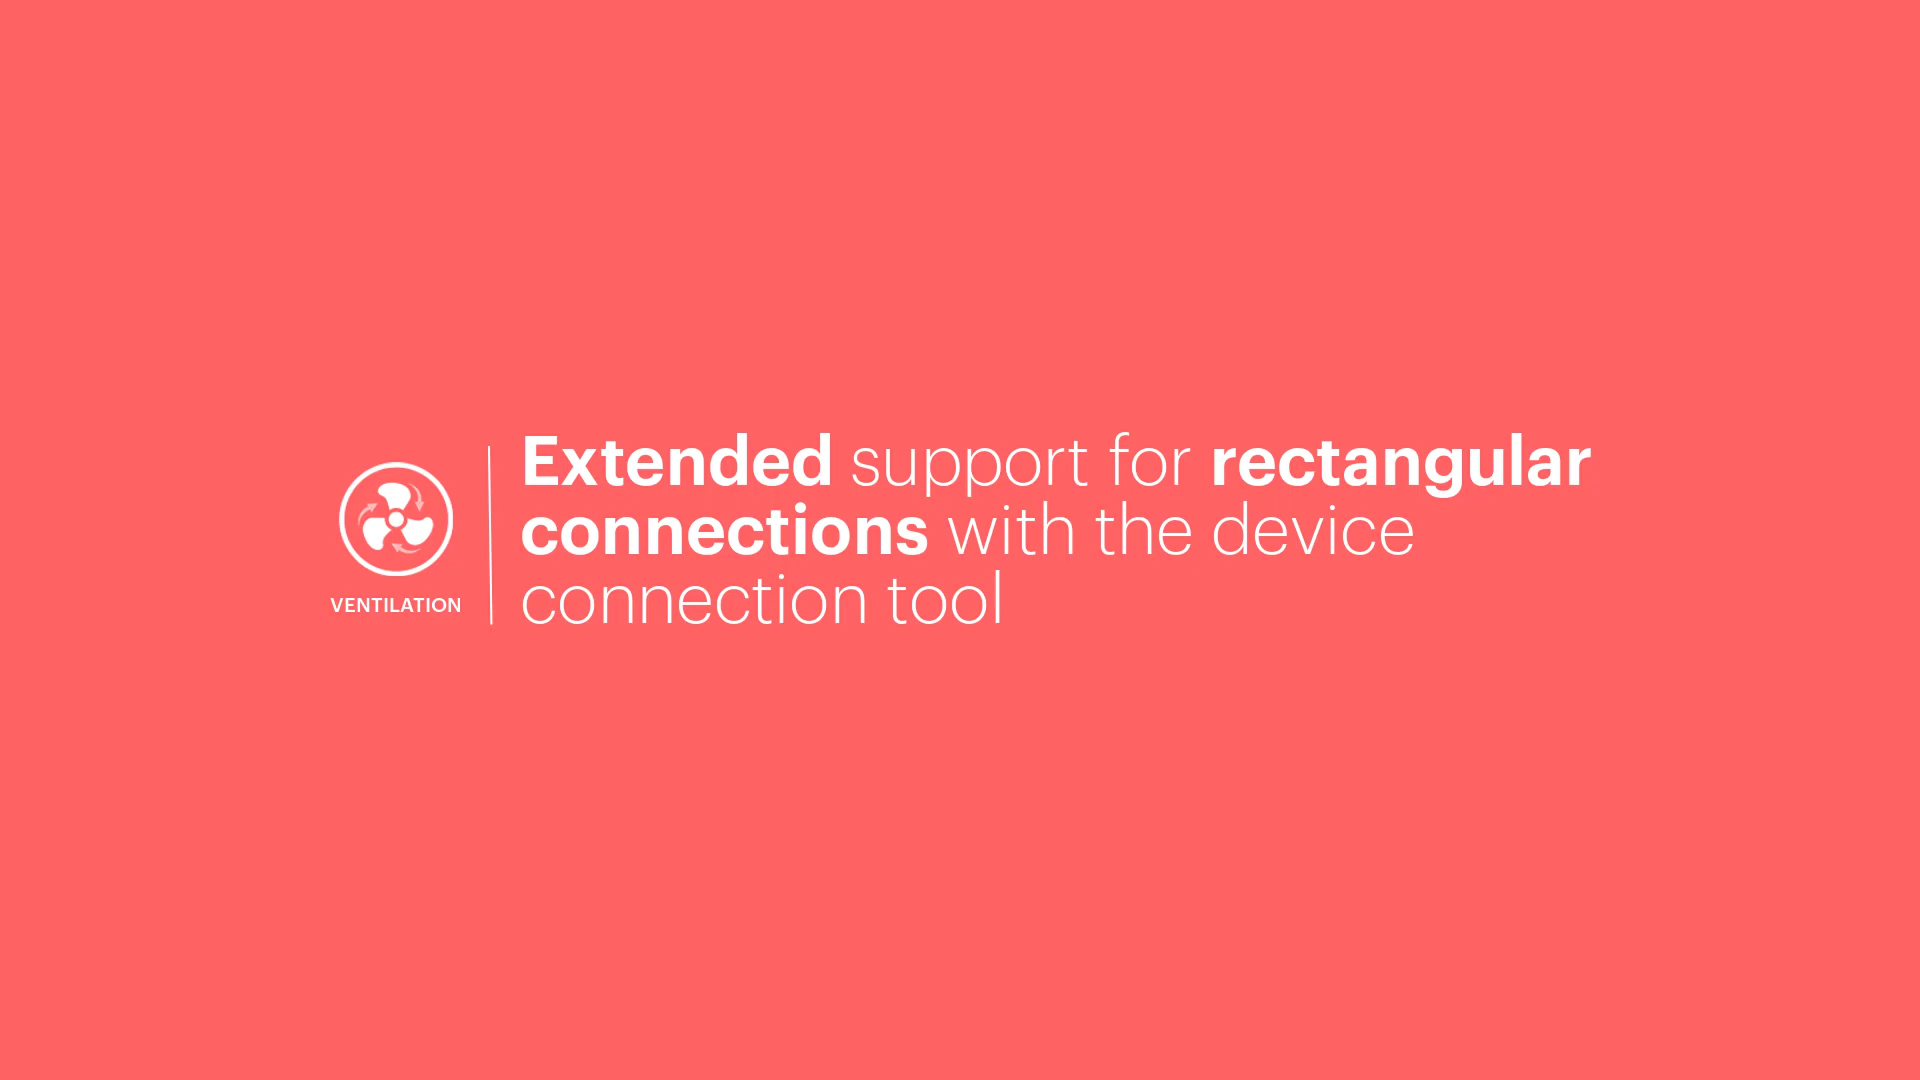 VENTILATION
Extended support for rectangular
connections with the device
connection tool